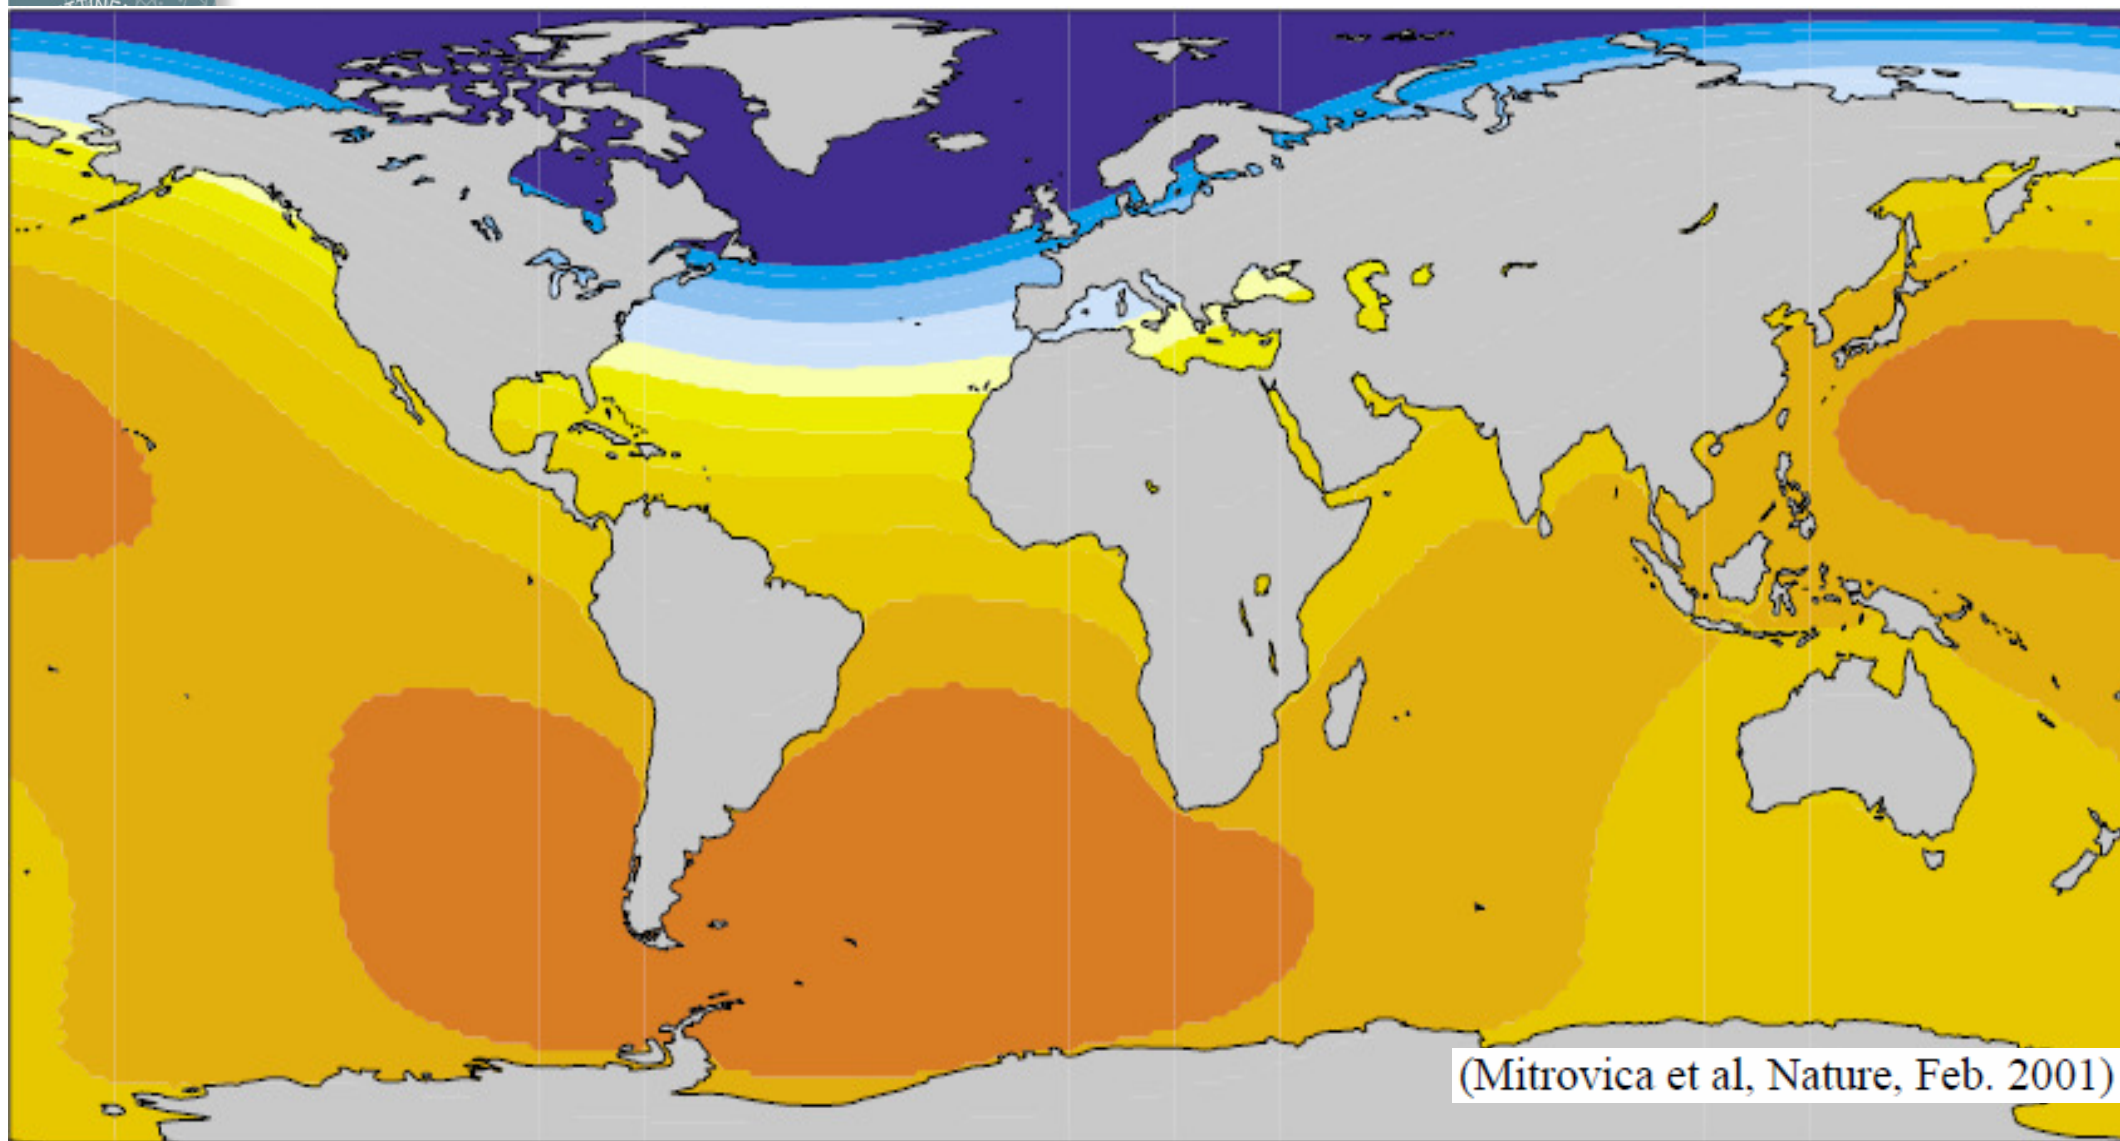 (Mitrovica et al, Nature, Feb. 2001)